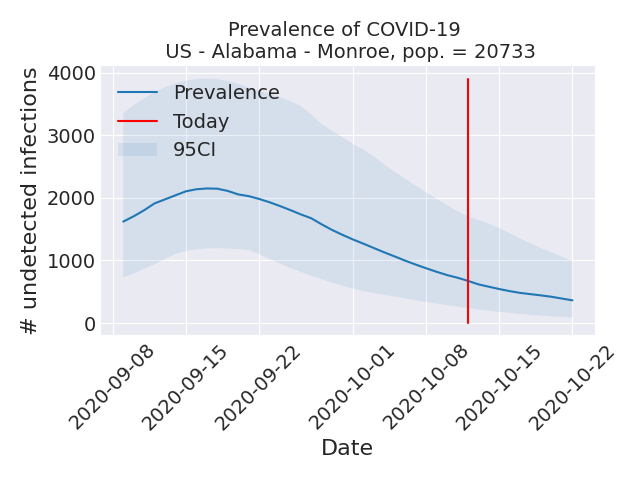 Prevalence of COVID-19
US - Alabama - Monroe, pop. = 20733
# undetected infections
4000
3000
2000
1000
0
Prevalence
Today
95CI
2020-09-08
2020-09-15
2020-09-22
2020-10-01
2020-10-08
2020-10-15
2020-10-22
Date